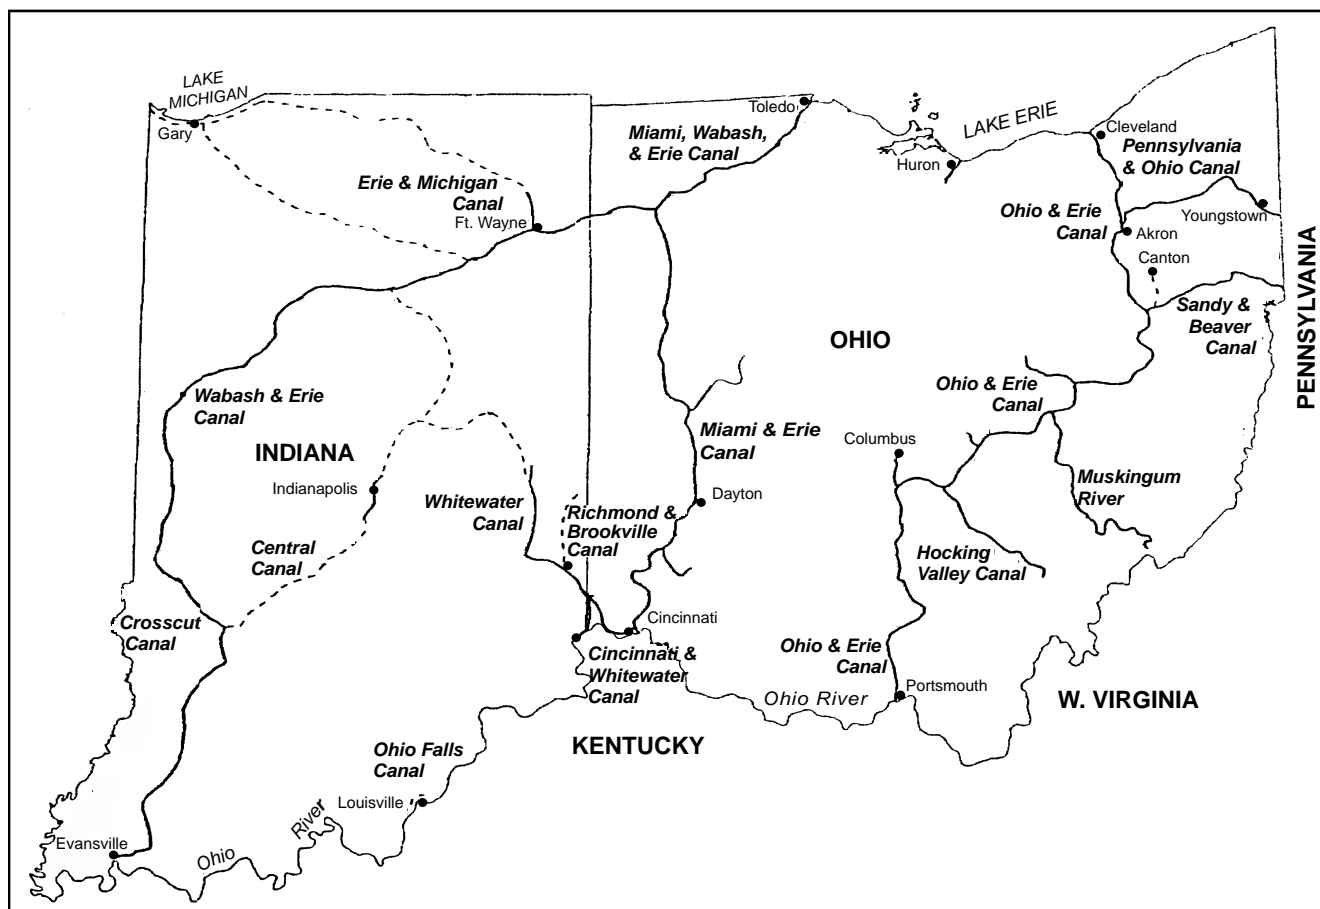 LAKE
MICHIGAN
Gary
Toledo
LAKE ERIE
Miami, Wabash,
& Erie Canal
Huron
Cleveland
Pennsylvania
& Ohio Canal
Erie & Michigan
Canal
Ft. Wayne
Ohio & Erie
Canal
Youngstown
Akron
Canton
PENNSYLVANIA
Sandy &
Beaver
Canal
OHIO
Wabash & Erie
Canal
Ohio & Erie
Canal
INDIANA
Miami & Erie
Canal
Columbus
Indianapolis
Whitewater
Canal
Richmond &
Brookville
Canal
Dayton
Muskingum
River
Central
Canal
Hocking
Valley Canal
Crosscut
Canal
Cincinnati
Cincinnati &
Whitewater
Canal
Ohio & Erie
Canal
Portsmouth
Ohio River
W. VIRGINIA
KENTUCKY
Ohio Falls
Canal
Louisville
River
Ohio
Evansville